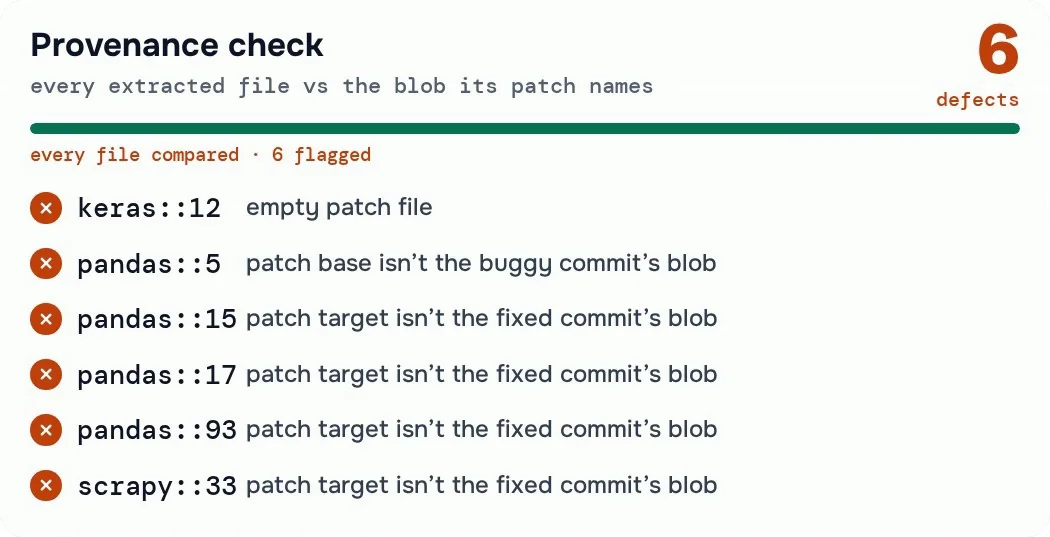 Provenance check
every extracted file vs the blob its patch names
6
defects
every file compared · 6 flagged
keras::12 empty patch file
pandas::5 patch base isn’t the buggy commit’s blob
pandas::15 patch target isn’t the fixed commit’s blob
pandas::17 patch target isn’t the fixed commit’s blob
pandas::93 patch target isn’t the fixed commit’s blob
scrapy::33 patch target isn’t the fixed commit’s blob